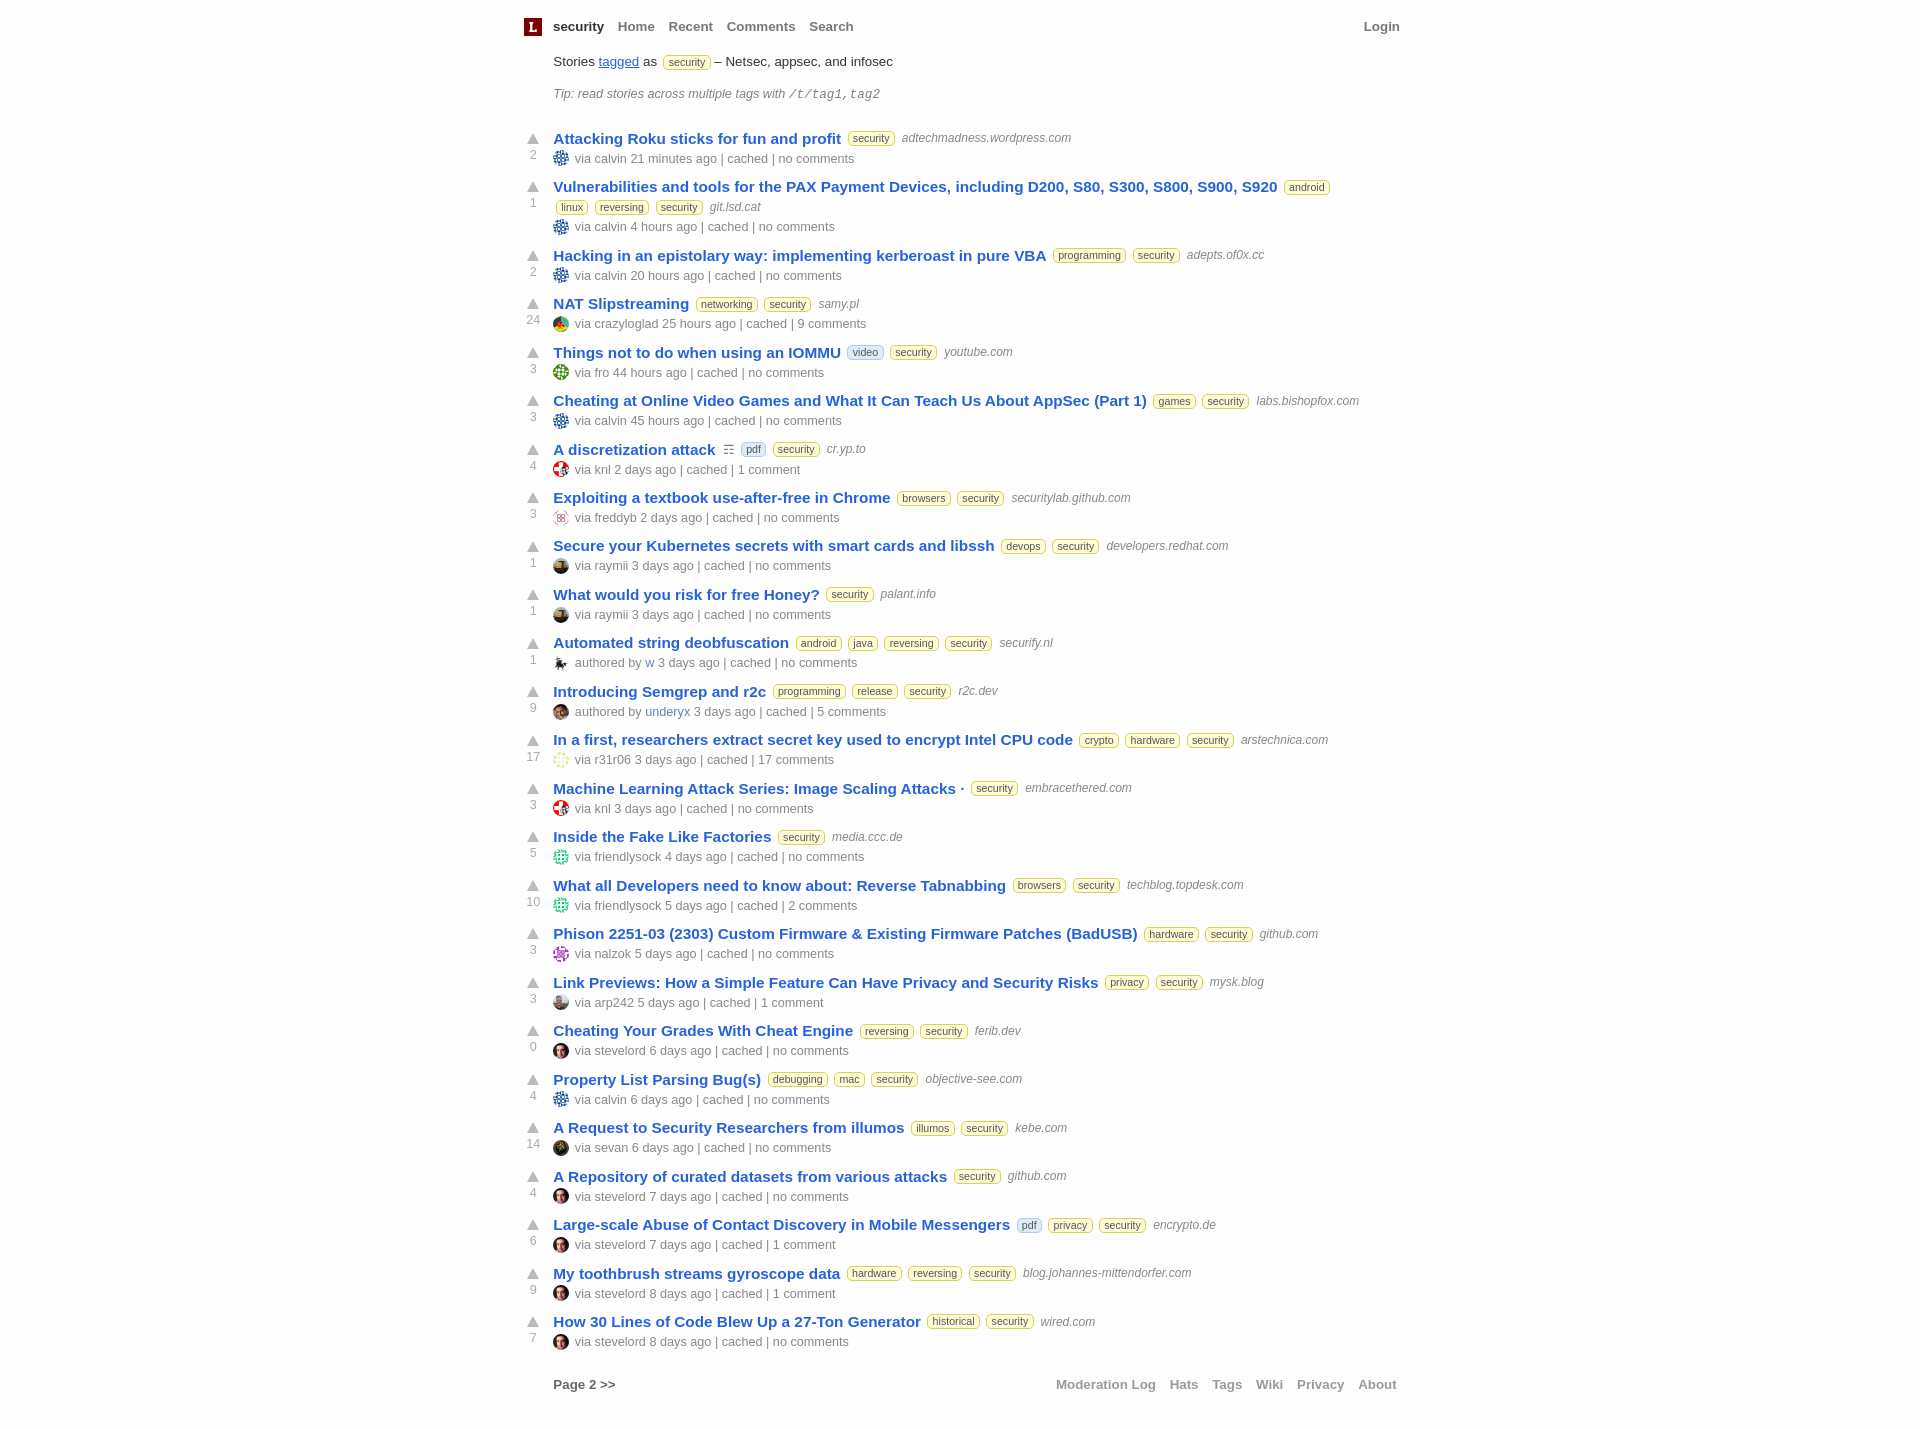 L security Home Recent Comments Search Login
Stories tagged as security – Netsec, appsec, and infosec
Tip: read stories across multiple tags with /t/tag1,tag2
Attacking Roku sticks for fun and profit security adtechmadness.wordpress.com
2 via calvin 21 minutes ago | cached | no comments
Vulnerabilities and tools for the PAX Payment Devices, including D200, S80, S300, S800, S900, S920 android
1 linux reversing security git.lsd.cat
via calvin 4 hours ago | cached | no comments
Hacking in an epistolary way: implementing kerberoast in pure VBA programming security adepts.of0x.cc
2 via calvin 20 hours ago | cached | no comments
NAT Slipstreaming networking security samy.pl
24 via crazyloglad 25 hours ago | cached | 9 comments
Things not to do when using an IOMMU video security youtube.com
3 via fro 44 hours ago | cached | no comments
Cheating at Online Video Games and What It Can Teach Us About AppSec (Part 1) games security labs.bishopfox.com
3 via calvin 45 hours ago | cached | no comments
A discretization attack ☶ pdf security cr.yp.to
4 via knl 2 days ago | cached | 1 comment
Exploiting a textbook use-after-free in Chrome browsers security securitylab.github.com
3 via freddyb 2 days ago | cached | no comments
Secure your Kubernetes secrets with smart cards and libssh devops security developers.redhat.com
1 via raymii 3 days ago | cached | no comments
What would you risk for free Honey? security palant.info
1 via raymii 3 days ago | cached | no comments
Automated string deobfuscation android java reversing security securify.nl
1 authored by w 3 days ago | cached | no comments
Introducing Semgrep and r2c programming release security r2c.dev
9 authored by underyx 3 days ago | cached | 5 comments
In a first, researchers extract secret key used to encrypt Intel CPU code crypto hardware security arstechnica.com
17 via r31r06 3 days ago | cached | 17 comments
Machine Learning Attack Series: Image Scaling Attacks · security embracethered.com
3 via knl 3 days ago | cached | no comments
Inside the Fake Like Factories security media.ccc.de
5 via friendlysock 4 days ago | cached | no comments
What all Developers need to know about: Reverse Tabnabbing browsers security techblog.topdesk.com
10 via friendlysock 5 days ago | cached | 2 comments
Phison 2251-03 (2303) Custom Firmware & Existing Firmware Patches (BadUSB) hardware security github.com
3 via nalzok 5 days ago | cached | no comments
Link Previews: How a Simple Feature Can Have Privacy and Security Risks privacy security mysk.blog
3 via arp242 5 days ago | cached | 1 comment
Cheating Your Grades With Cheat Engine reversing security ferib.dev
0 via stevelord 6 days ago | cached | no comments
Property List Parsing Bug(s) debugging mac security objective-see.com
4 via calvin 6 days ago | cached | no comments
A Request to Security Researchers from illumos illumos security kebe.com
14 via sevan 6 days ago | cached | no comments
A Repository of curated datasets from various attacks security github.com
4 via stevelord 7 days ago | cached | no comments
Large-scale Abuse of Contact Discovery in Mobile Messengers pdf privacy security encrypto.de
6 via stevelord 7 days ago | cached | 1 comment
My toothbrush streams gyroscope data hardware reversing security blog.johannes-mittendorfer.com
9 via stevelord 8 days ago | cached | 1 comment
How 30 Lines of Code Blew Up a 27-Ton Generator historical security wired.com
7 via stevelord 8 days ago | cached | no comments
Page 2 >> Moderation Log Hats Tags Wiki Privacy About